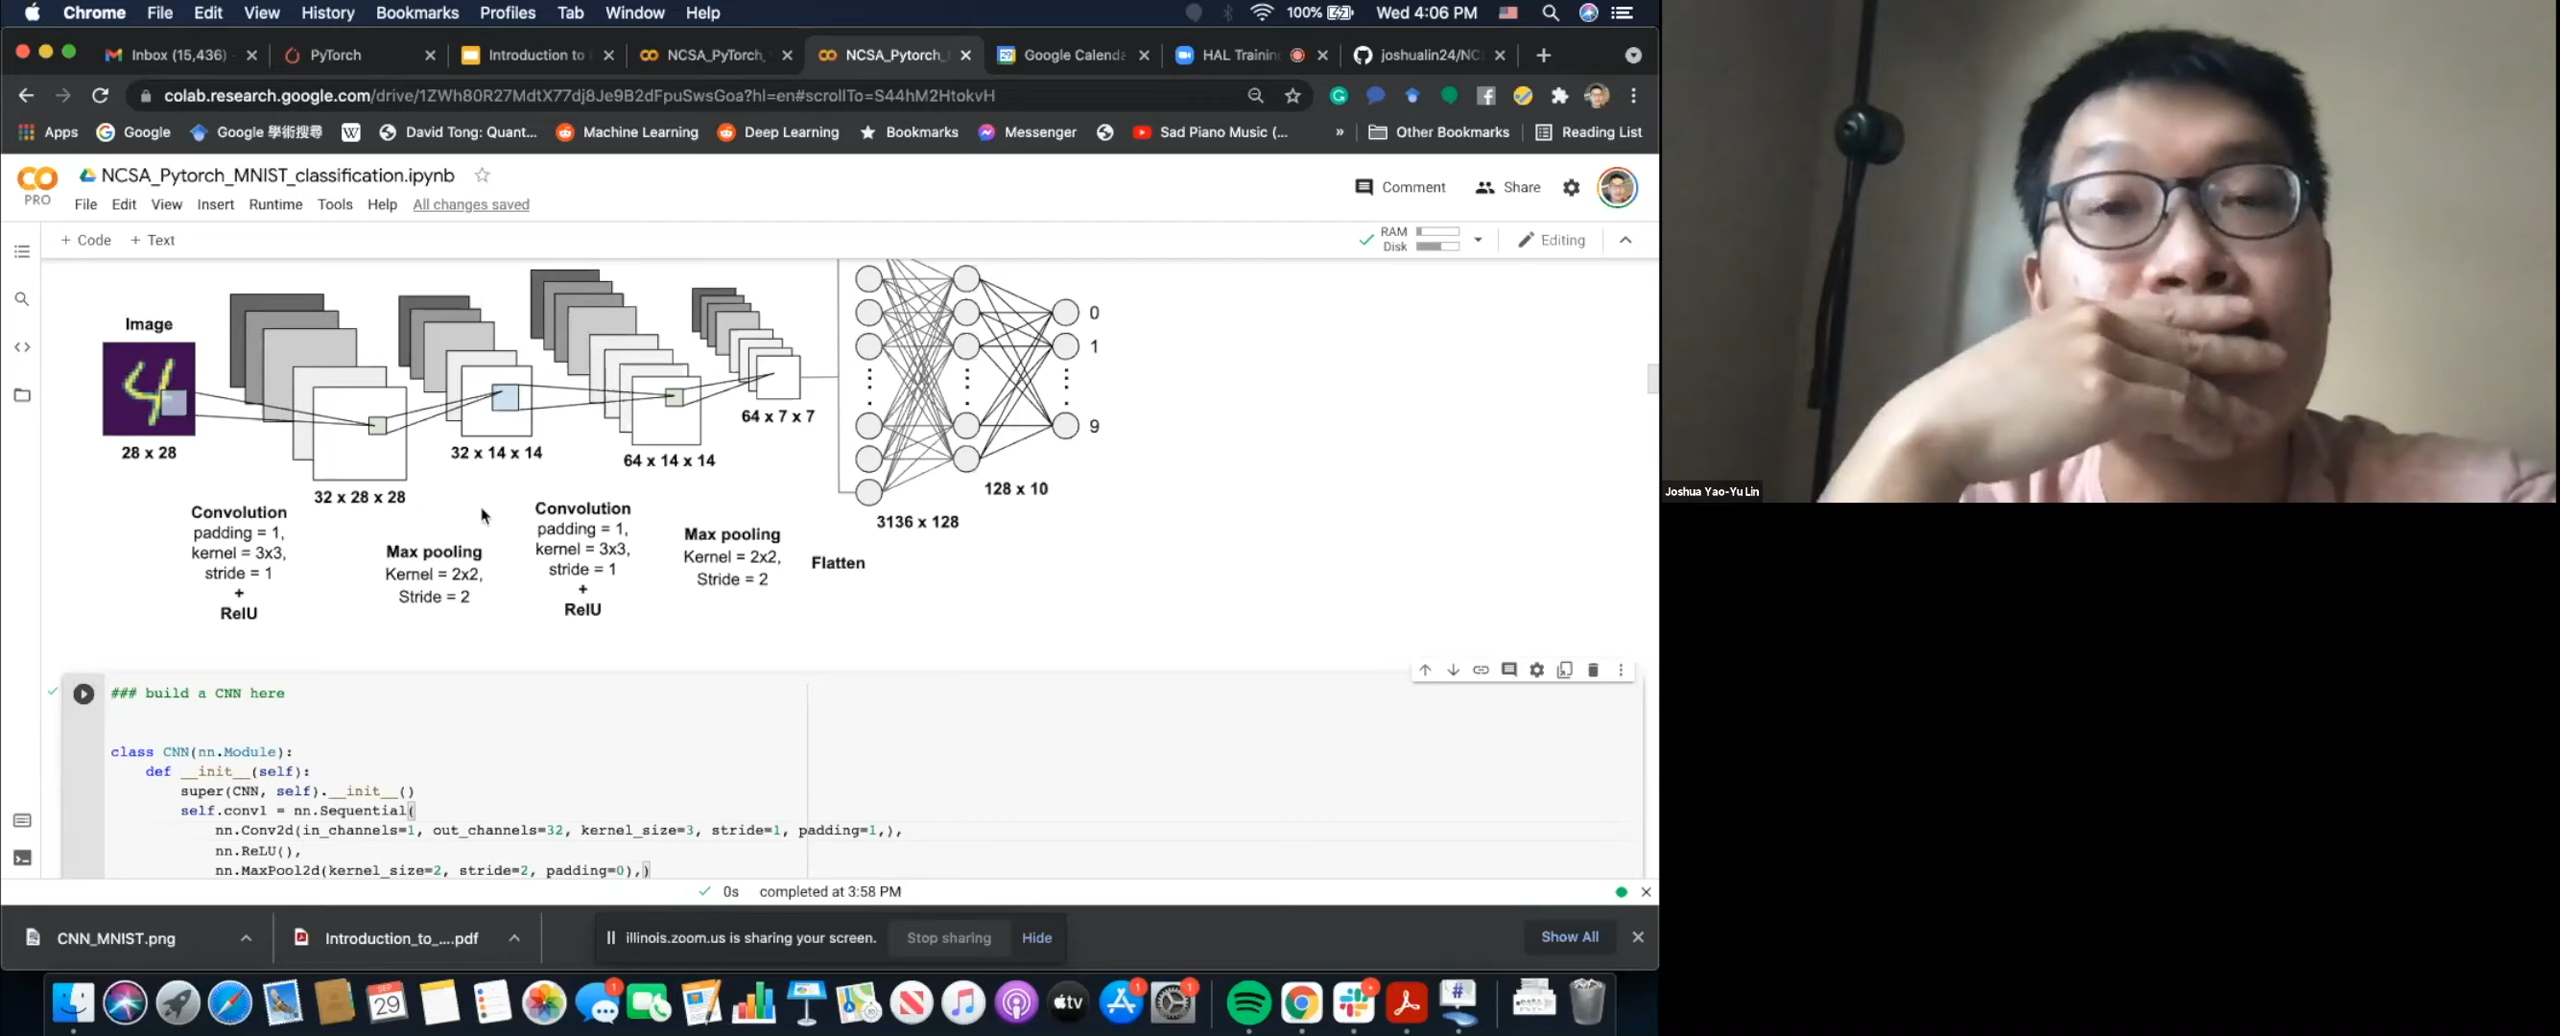 Chrome File Edit View History Bookmarks Profiles Tab Window Help 100% Wed 4:06 PM
Inbox (15,436) PyTorch Introduction to NCSA_PyTorch_ NCSA_Pytorch_ Google Calenda HAL Training joshualin24/NC
colab.research.google.com/drive/1ZWh80R27MdtX77dj8Je9B2dFpuSwsGoa?hl=en#scrollTo=S44hM2HtokvH
Apps Google Google 學術搜尋 David Tong: Quant... Machine Learning Deep Learning Bookmarks Messenger Sad Piano Music (... » Other Bookmarks Reading List
CO
PRO
NCSA_Pytorch_MNIST_classification.ipynb
File Edit View Insert Runtime Tools Help All changes saved
Comment Share
+ Code + Text
RAM
Disk
Editing
Image
28 x 28
32 x 28 x 28
32 x 14 x 14
64 x 14 x 14
64 x 7 x 7
0
1
9
128 x 10
3136 x 128
Convolution
padding = 1,
kernel = 3x3,
stride = 1
+
RelU
Max pooling
Kernel = 2x2,
Stride = 2
Convolution
padding = 1,
kernel = 3x3,
stride = 1
+
RelU
Max pooling
Kernel = 2x2,
Stride = 2
Flatten
### build a CNN here
class CNN(nn.Module):
def __init__(self):
super(CNN, self).__init__()
self.conv1 = nn.Sequential(
nn.Conv2d(in_channels=1, out_channels=32, kernel_size=3, stride=1, padding=1,),
nn.ReLU(),
nn.MaxPool2d(kernel_size=2, stride=2, padding=0),)
0s completed at 3:58 PM
CNN_MNIST.png
Introduction_to_....pdf
illinois.zoom.us is sharing your screen. Stop sharing Hide
Show All
SEP
29
1
tv
1
1
Joshua Yao-Yu Lin